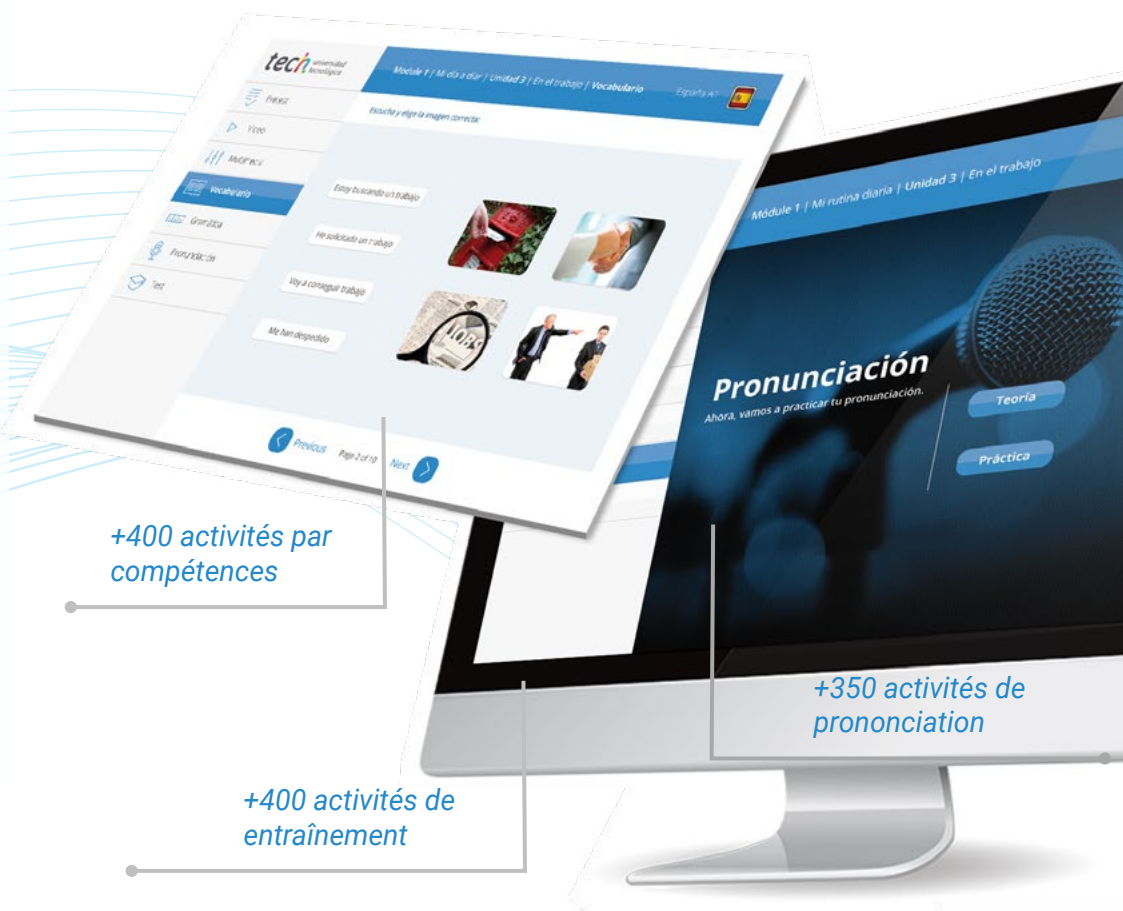 tech universidad
tecnológica
Módulo 1 | Mi día a diar | Unidad 3 | En el trabajo | Vocabulario
España A1
Escucha y elige la imagen correcta:
Video
Vocabulario
Gramática
Pronunciación
Test
Estoy buscando un trabajo
He solicitado un trabajo
Voy a conseguir trabajo
Me han despedido
JOBS
Previous
Page 2 of 10
Next
Módulo 1 | Mi rutina diaria | Unidad 3 | En el trabajo
Pronunciación
Ahora, vamos a practicar tu pronunciación.
Teoría
Práctica
+400 activités par
compétences
+350 activités de
prononciation
+400 activités de
entraînement